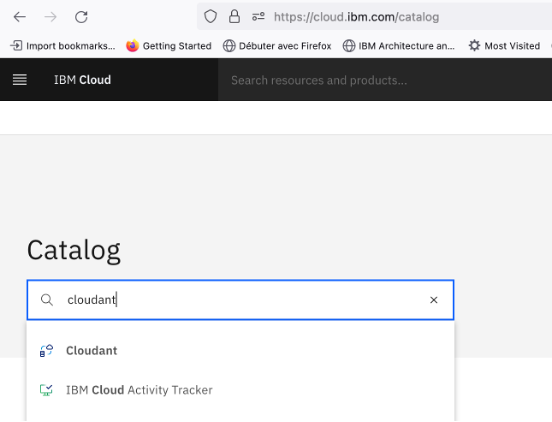 https://cloud.ibm.com/catalog
Import bookmarks... Getting Started Débuter avec Firefox IBM Architecture an... Most Visited
IBM Cloud Search resources and products...
Catalog
cloudant
Cloudant
IBM Cloud Activity Tracker